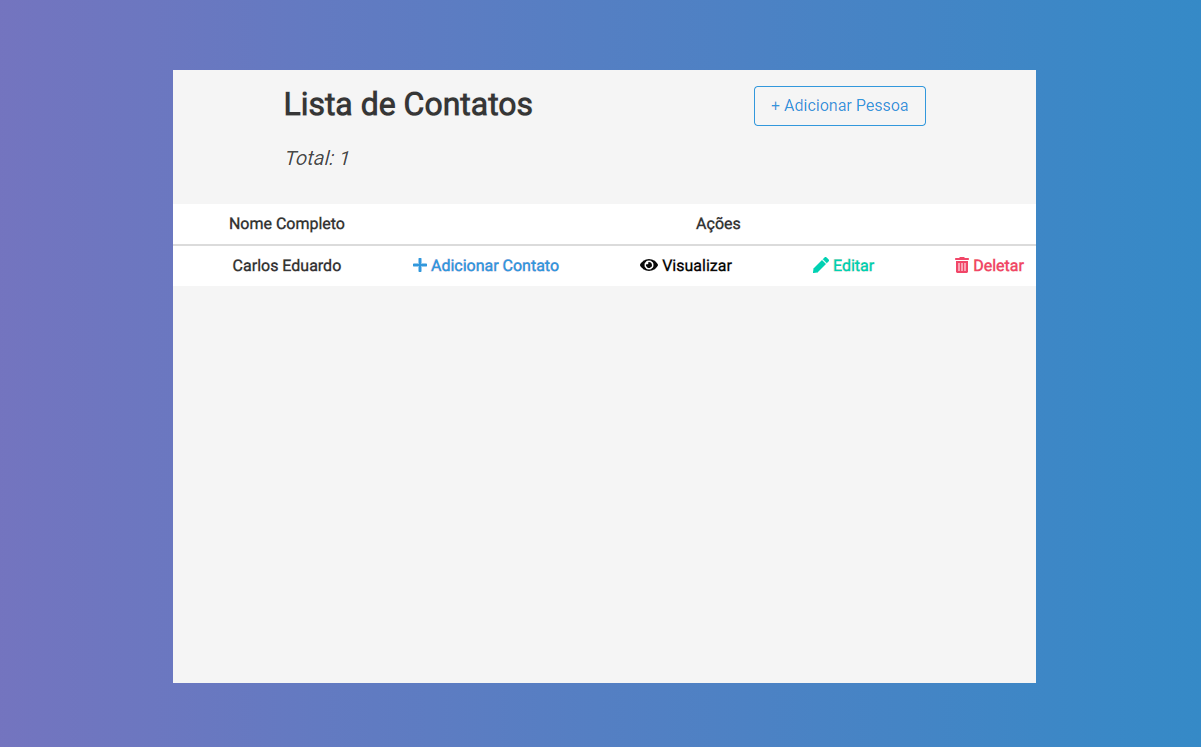 Lista de Contatos
+ Adicionar Pessoa
Total: 1
Nome Completo Ações
Carlos Eduardo Adicionar Contato Visualizar Editar Deletar